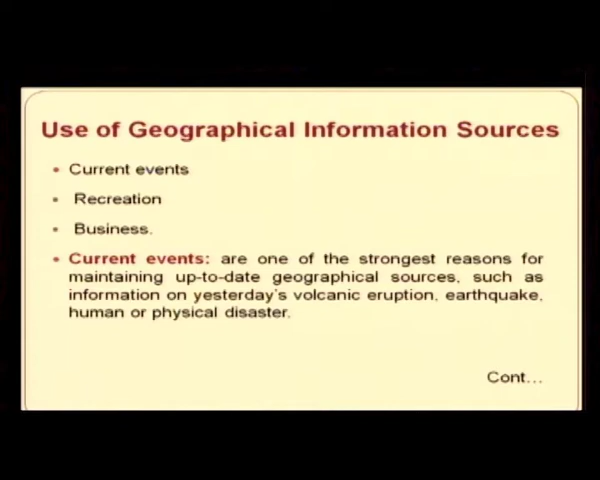 Use of Geographical Information Sources
• Current events
• Recreation
• Business.
• Current events: are one of the strongest reasons for
maintaining up-to-date geographical sources, such as
information on yesterday's volcanic eruption, earthquake,
human or physical disaster.
Cont...